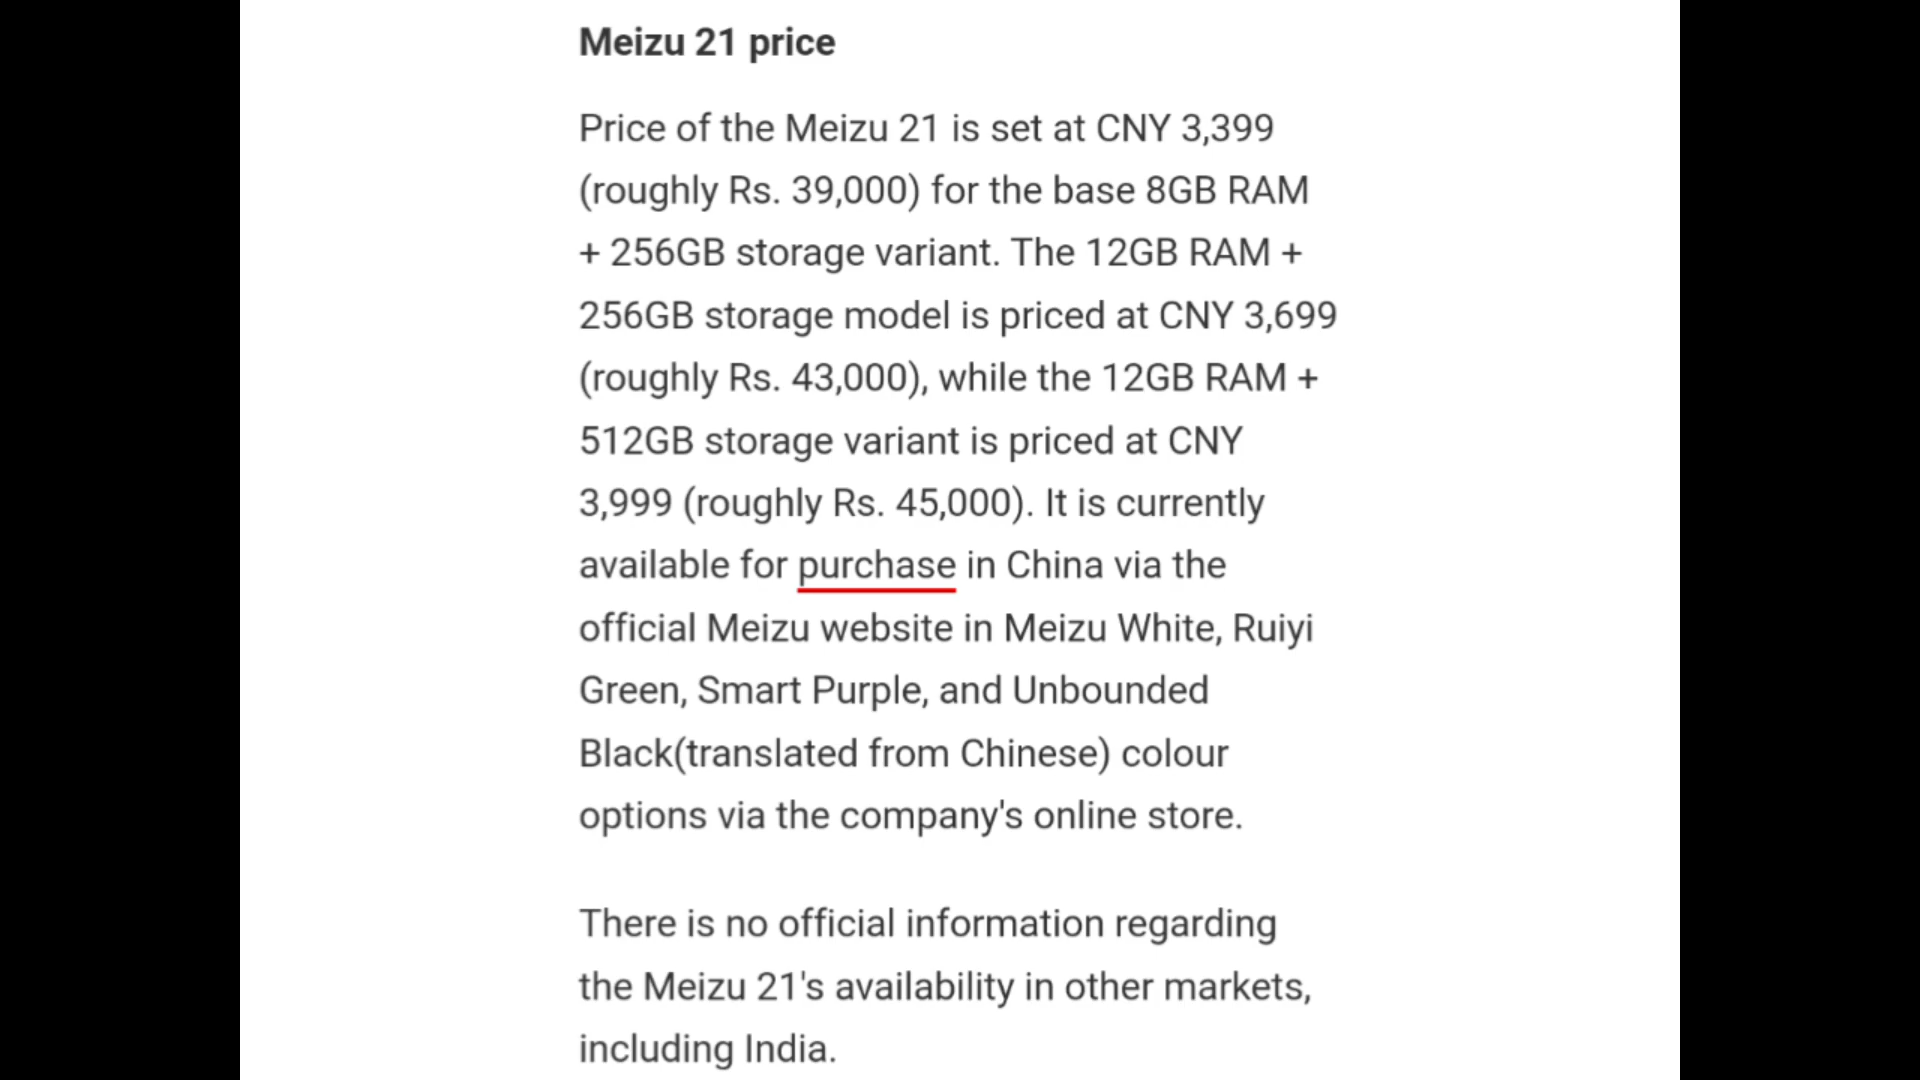 Meizu 21 price
Price of the Meizu 21 is set at CNY 3,399
(roughly Rs. 39,000) for the base 8GB RAM
+ 256GB storage variant. The 12GB RAM +
256GB storage model is priced at CNY 3,699
(roughly Rs. 43,000), while the 12GB RAM +
512GB storage variant is priced at CNY
3,999 (roughly Rs. 45,000). It is currently
available for purchase in China via the
official Meizu website in Meizu White, Ruiyi
Green, Smart Purple, and Unbounded
Black(translated from Chinese) colour
options via the company's online store.
There is no official information regarding
the Meizu 21's availability in other markets,
including India.